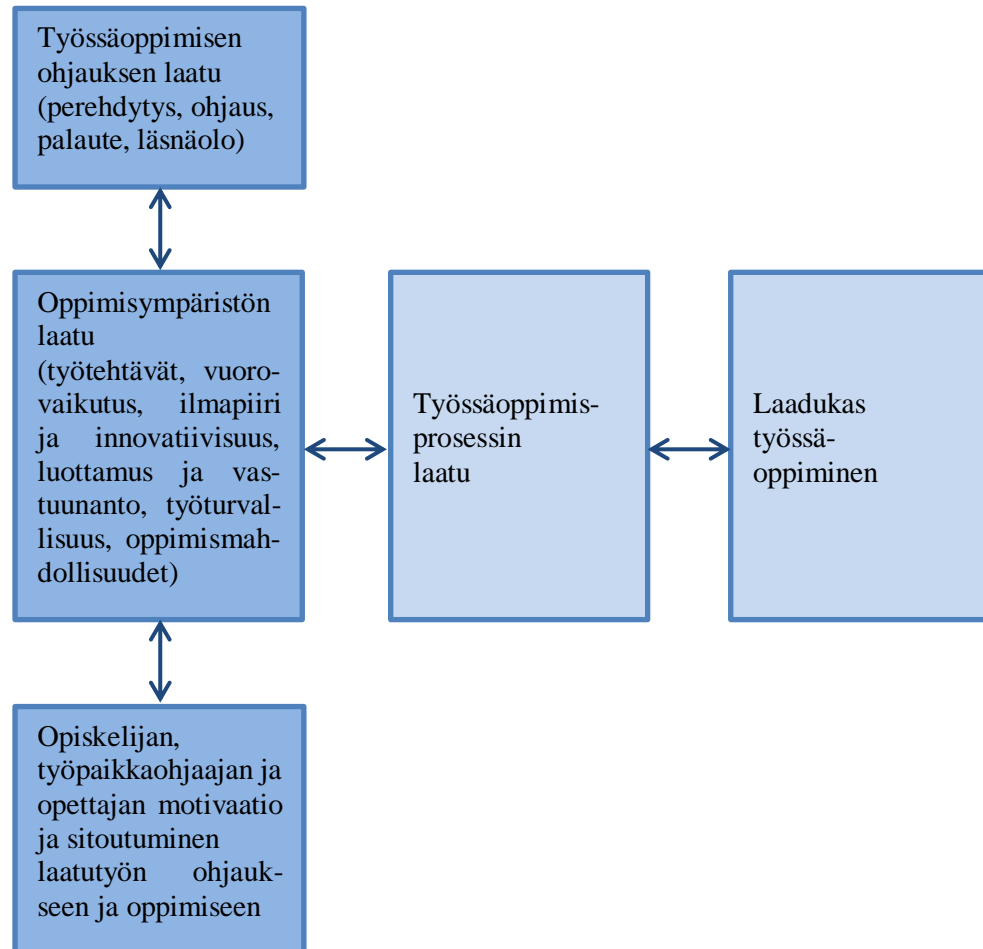 Työssäoppimisen
ohjauksen laatu
(perehdytys, ohjaus,
palaute, läsnäolo)
Oppimisympäristön
laatu
(työtehtävät, vuoro-
vaikutus, ilmapiiri
ja innovatiivisuus,
luottamus ja vas-
tuunanto, työturval-
lisuus, oppimismah-
dollisuudet)
Työssäoppimis-
prosessin
laatu
Laadukas
työssä-
oppiminen
Opiskelijan,
työpaikkaohjaajan ja
opettajan motivaatio
ja sitoutuminen
laatutyön ohjauk-
seen ja oppimiseen